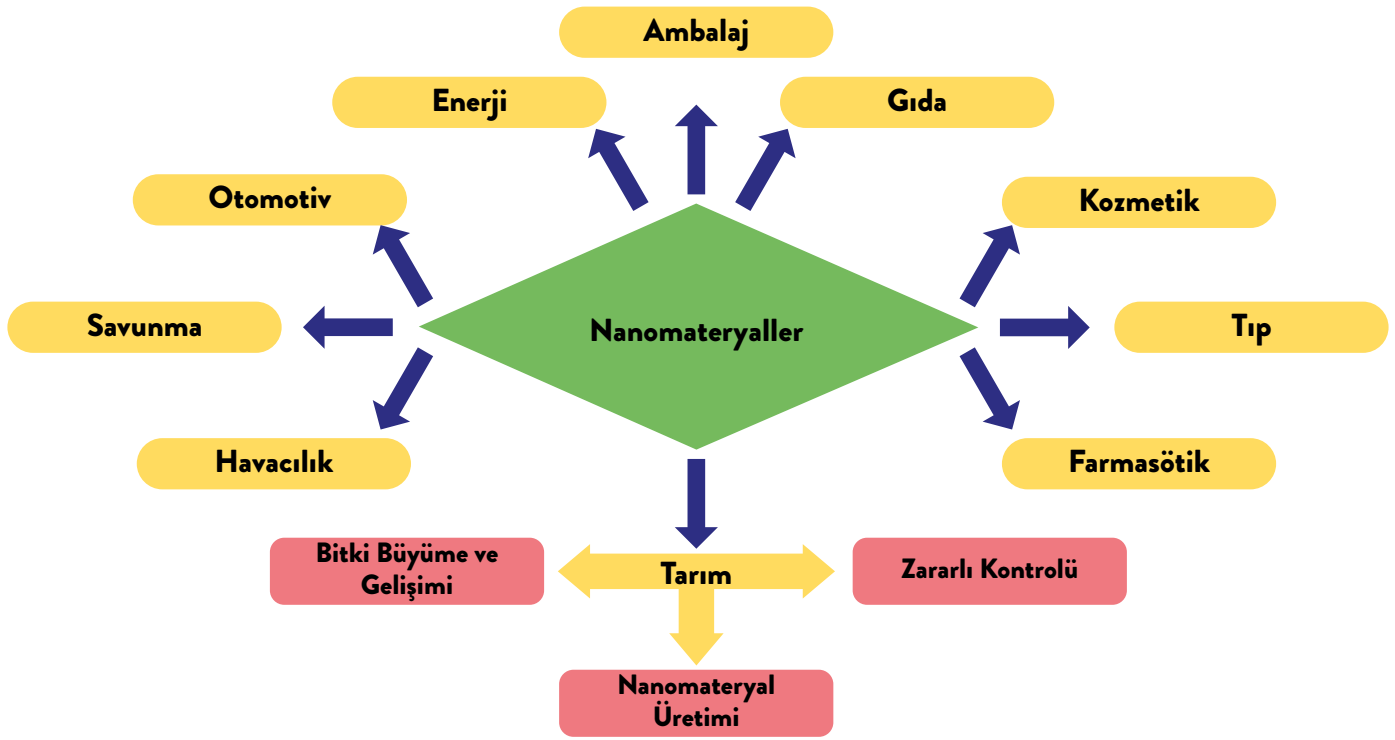 Ambalaj
Enerji
Gıda
Otomotiv
Kozmetik
Savunma
Nanomateryaller
Tıp
Havacılık
Farmasötik
Bitki Büyüme ve
Gelişimi
Tarım
Zararlı Kontrolü
Nanomateryal
Üretimi